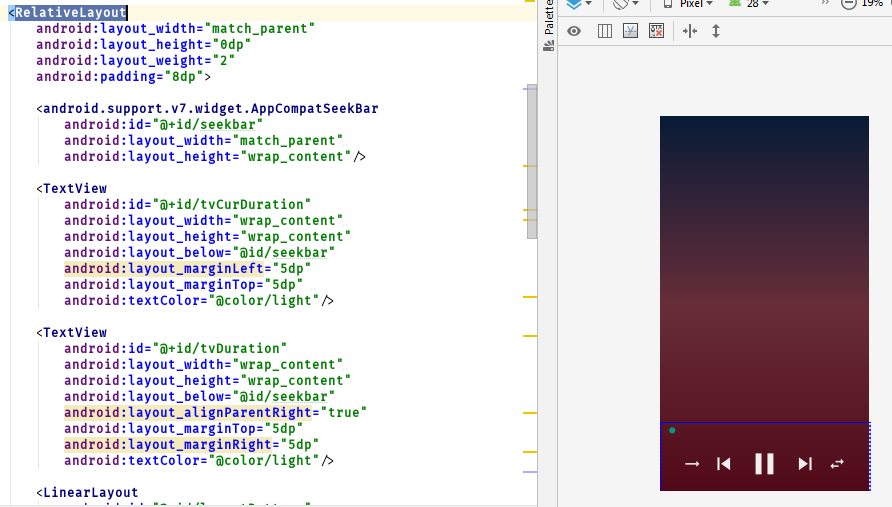 <RelativeLayout
android:layout_width="match_parent"
android:layout_height="0dp"
android:layout_weight="2"
android:padding="8dp">
<android.support.v7.widget.AppCompatSeekBar
android:id="@+id/seekbar"
android:layout_width="match_parent"
android:layout_height="wrap_content"/>
<TextView
android:id="@+id/tvCurDuration"
android:layout_width="wrap_content"
android:layout_height="wrap_content"
android:layout_below="@id/seekbar"
android:layout_marginLeft="5dp"
android:layout_marginTop="5dp"
android:textColor="@color/light"/>
<TextView
android:id="@+id/tvDuration"
android:layout_width="wrap_content"
android:layout_height="wrap_content"
android:layout_below="@id/seekbar"
android:layout_alignParentRight="true"
android:layout_marginTop="5dp"
android:layout_marginRight="5dp"
android:textColor="@color/light"/>
<LinearLayout
Palette
Pixel
28
19%